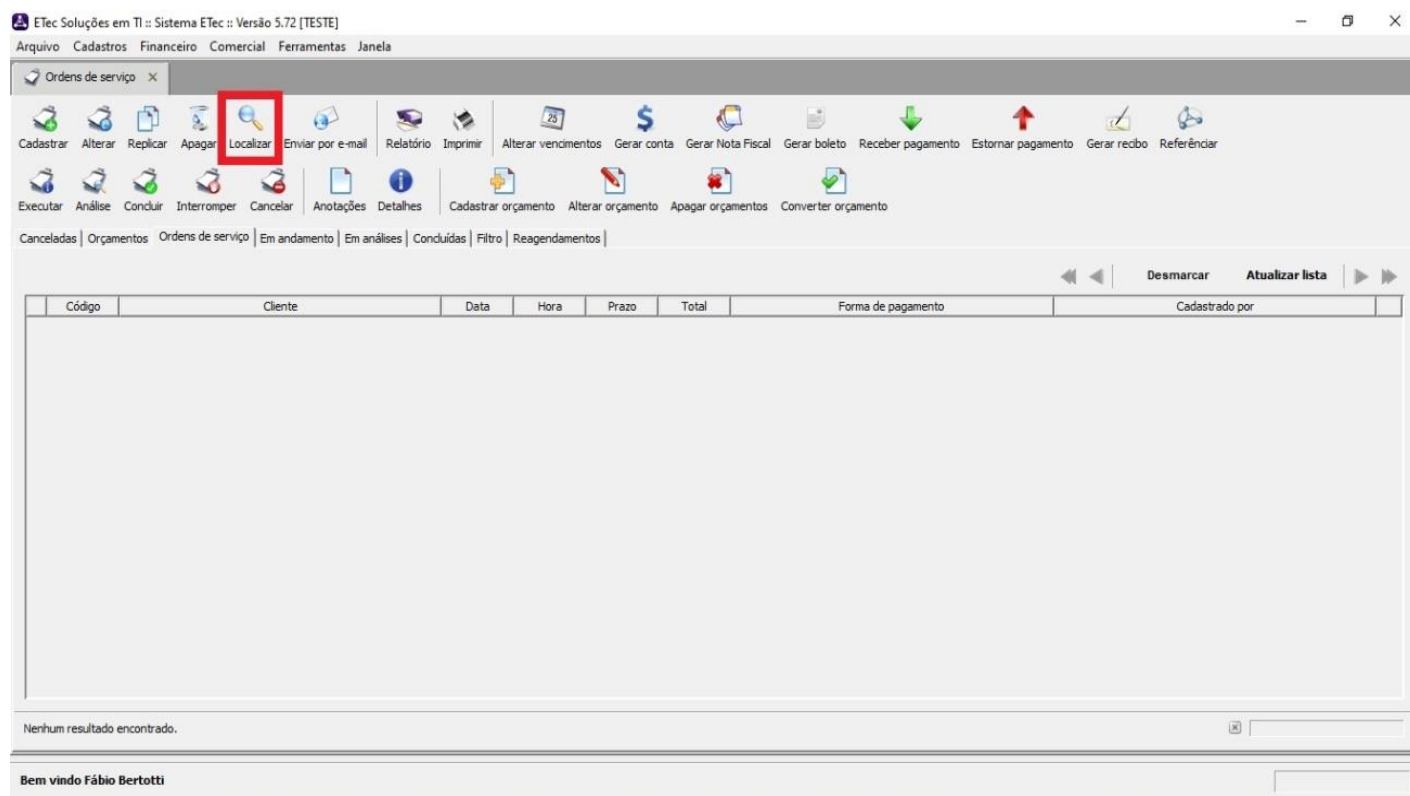 ETec Soluções em TI :: Sistema ETec :: Versão 5.72 [TESTE]
Arquivo Cadastros Financeiro Comercial Ferramentas Janela
Ordens de serviço
Cadastrar Alterar Replicar Apagar Localizar Enviar por e-mail Relatório Imprimir Alterar vencimentos Gerar conta Gerar Nota Fiscal Gerar boleto Receber pagamento Estornar pagamento Gerar recibo Referênciar
Executar Análise Concluir Interromper Cancelar Anotações Detalhes Cadastrar orçamento Alterar orçamento Apagar orçamentos Converter orçamento
Canceladas Orçamentos Ordens de serviço Em andamento Em análises Concluídas Filtro Reagendamentos
Desmarcar Atualizar lista
Código Cliente Data Hora Prazo Total Forma de pagamento Cadastrado por
Nenhum resultado encontrado.
Bem vindo Fábio Bertotti